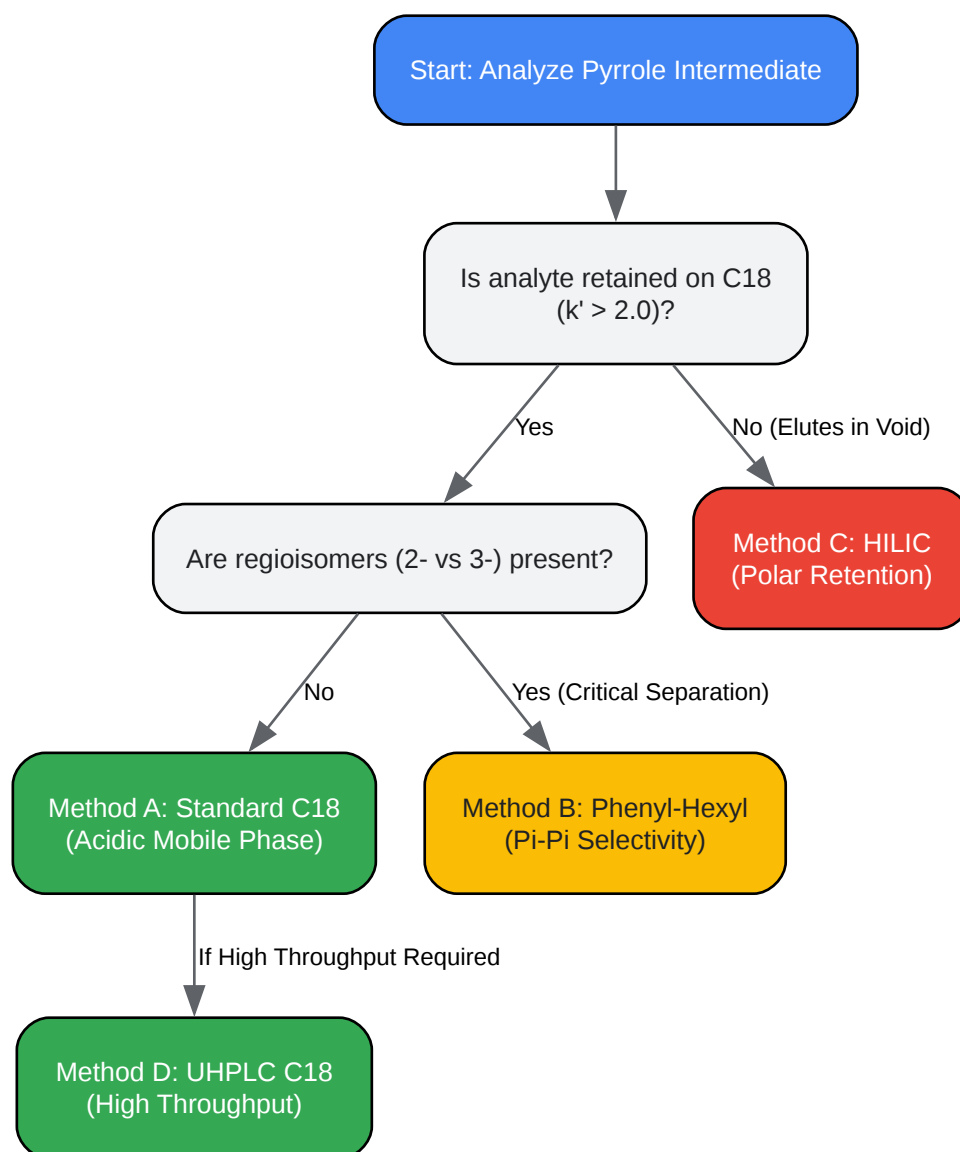 Start: Analyze Pyrrole Intermediate
Is analyte retained on C18
(k' > 2.0)?
Yes
No (Elutes in Void)
Are regioisomers (2- vs 3-) present?
Method C: HILIC
(Polar Retention)
No
Yes (Critical Separation)
Method A: Standard C18
(Acidic Mobile Phase)
Method B: Phenyl-Hexyl
(Pi-Pi Selectivity)
If High Throughput Required
Method D: UHPLC C18
(High Throughput)